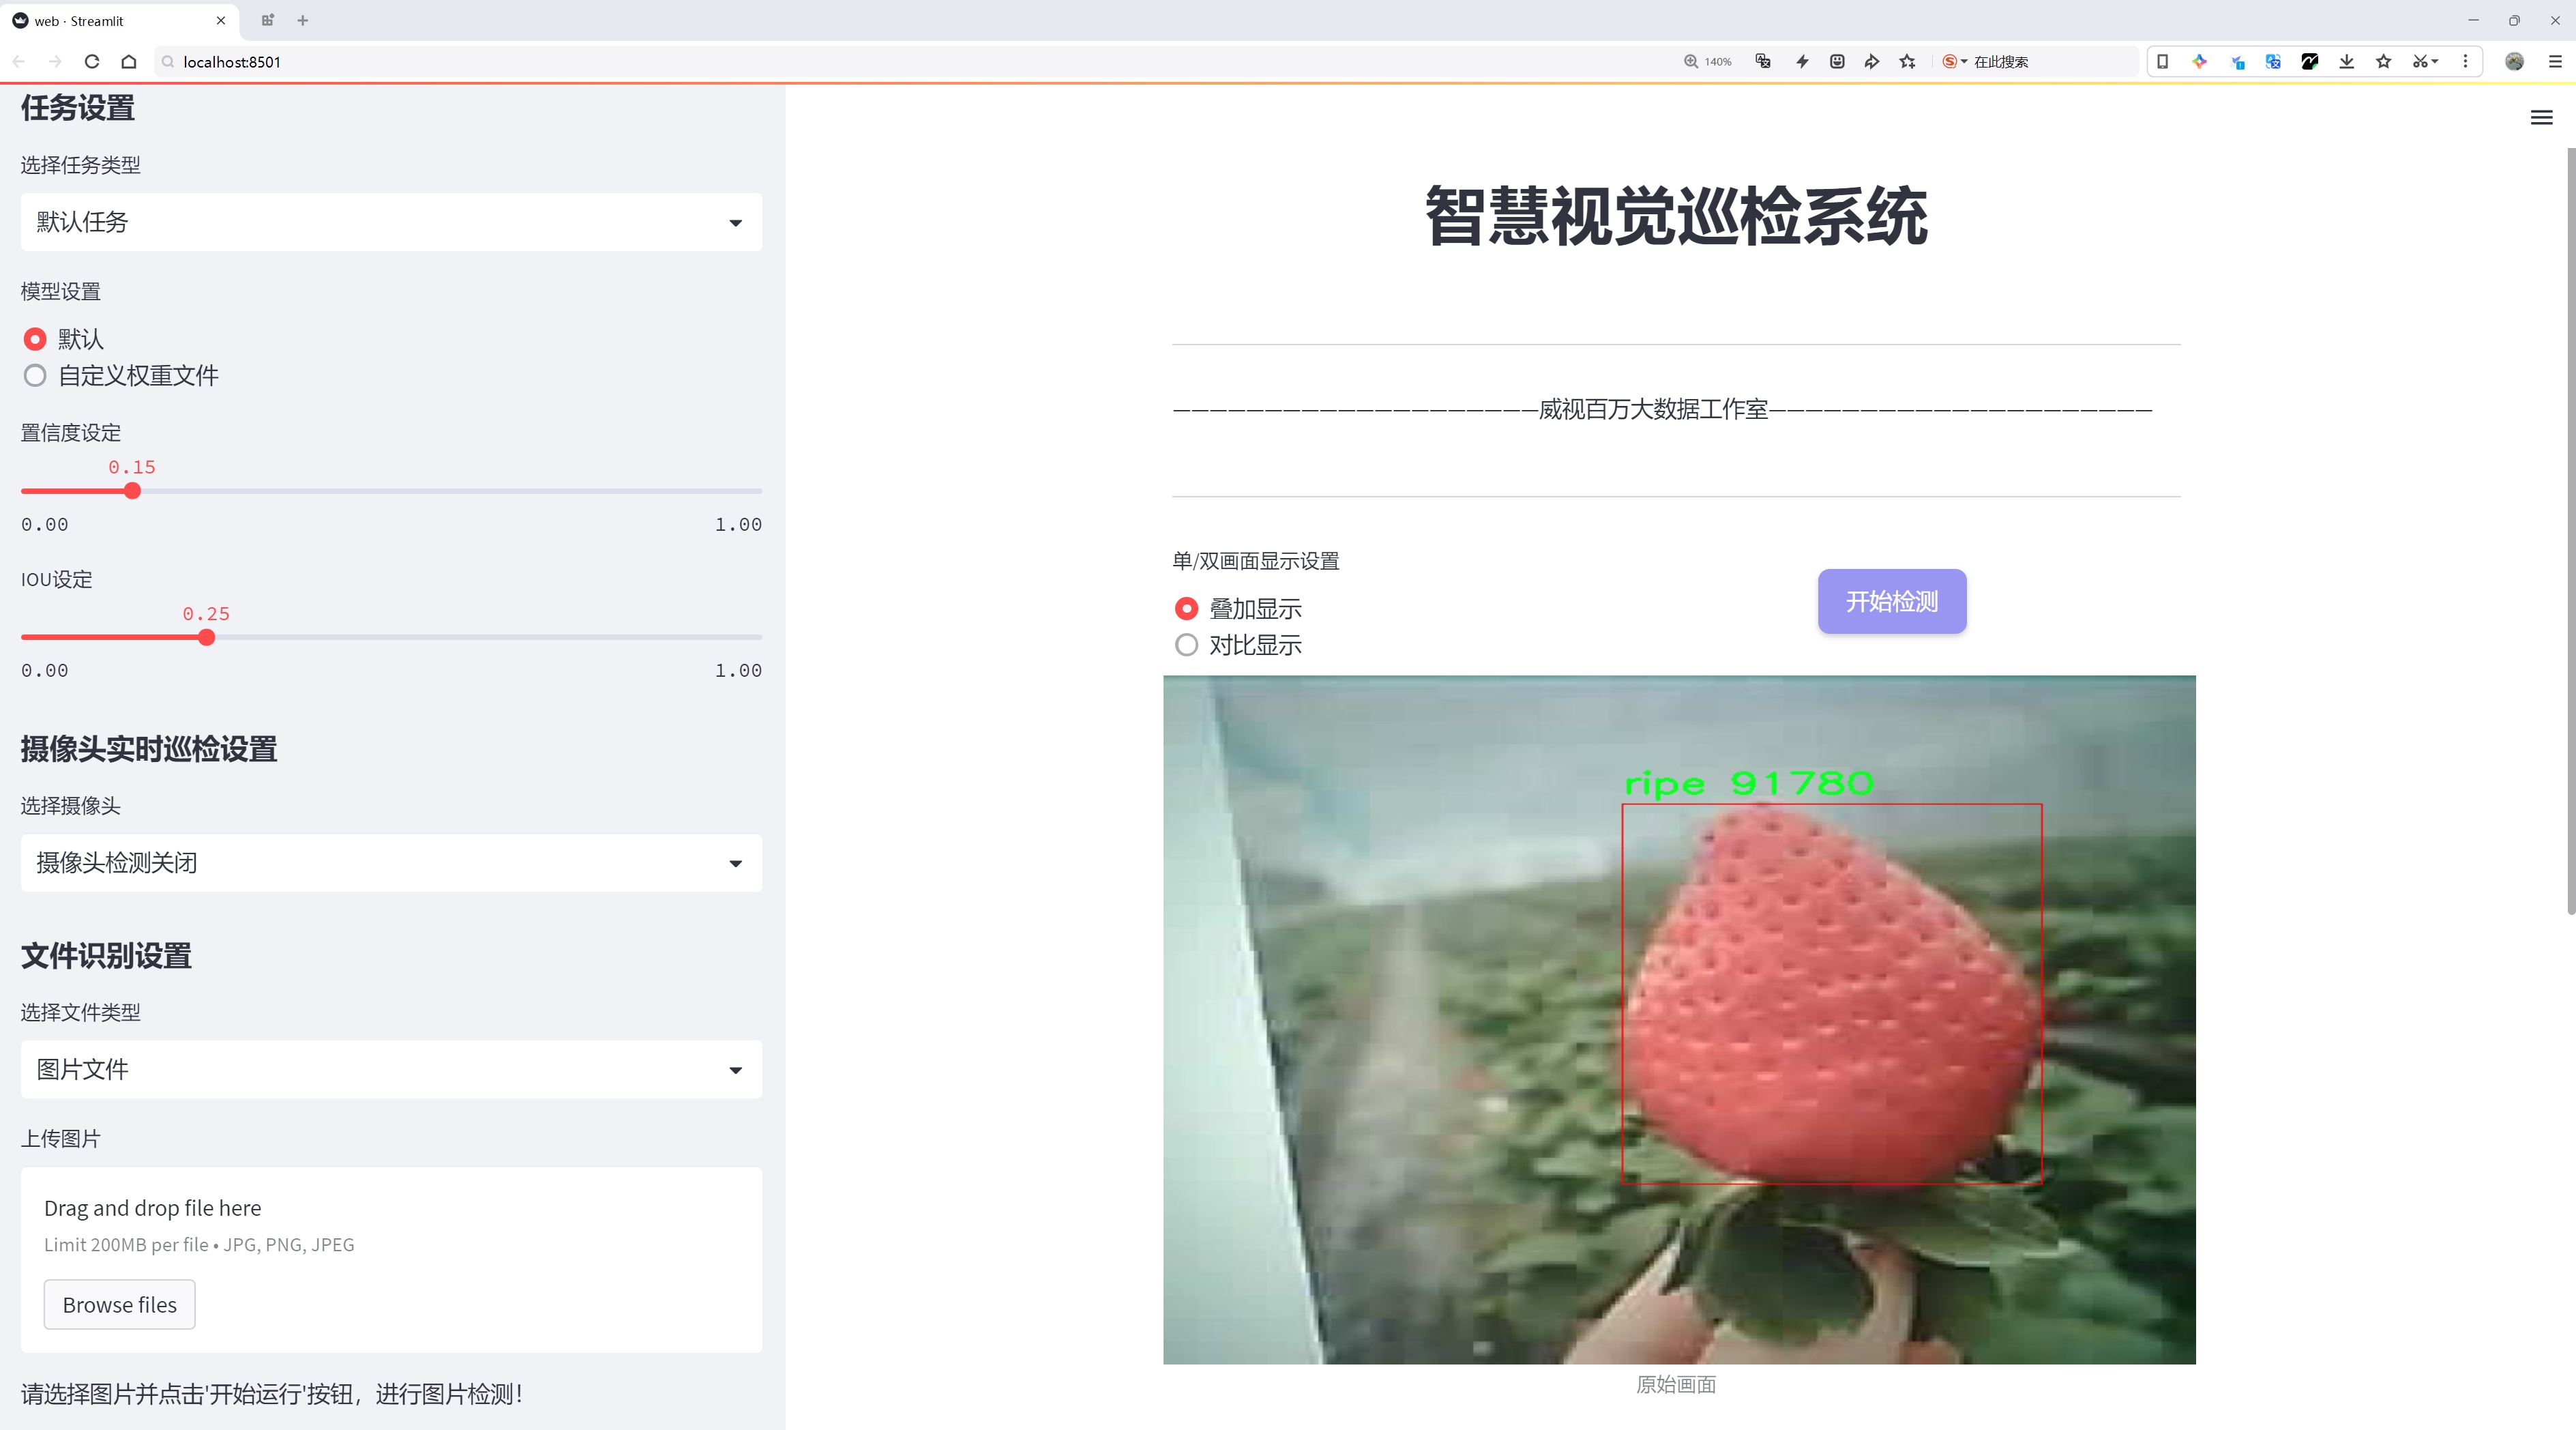 web · Streamlit
localhost:8501
140%
在此搜索
任务设置
选择任务类型
默认任务
模型设置
默认
自定义权重文件
置信度设定
0.15
0.00 1.00
IOU设定
0.25
0.00 1.00
摄像头实时巡检设置
选择摄像头
摄像头检测关闭
文件识别设置
选择文件类型
图片文件
上传图片
Drag and drop file here
Limit 200MB per file • JPG, PNG, JPEG
Browse files
请选择图片并点击'开始运行'按钮，进行图片检测！
智慧视觉巡检系统
————————————————————威视百万大数据工作室—————————————————————
单/双画面显示设置
叠加显示
对比显示
开始检测
ripe 91780
原始画面